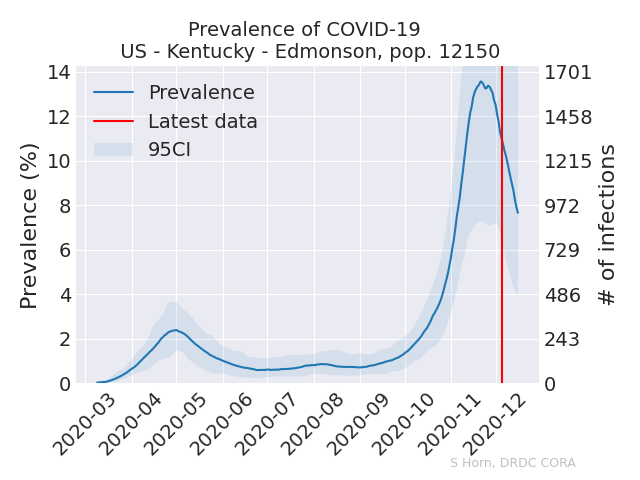 Prevalence of COVID-19
US - Kentucky - Edmonson, pop. 12150
14 1701
12 1458
10 1215
8 972
6 729
4 486
2 243
0 0
Prevalence (%)
# of infections
Prevalence
Latest data
95CI
2020-03 2020-04 2020-05 2020-06 2020-07 2020-08 2020-09 2020-10 2020-11 2020-12
S Horn, DRDC CORA